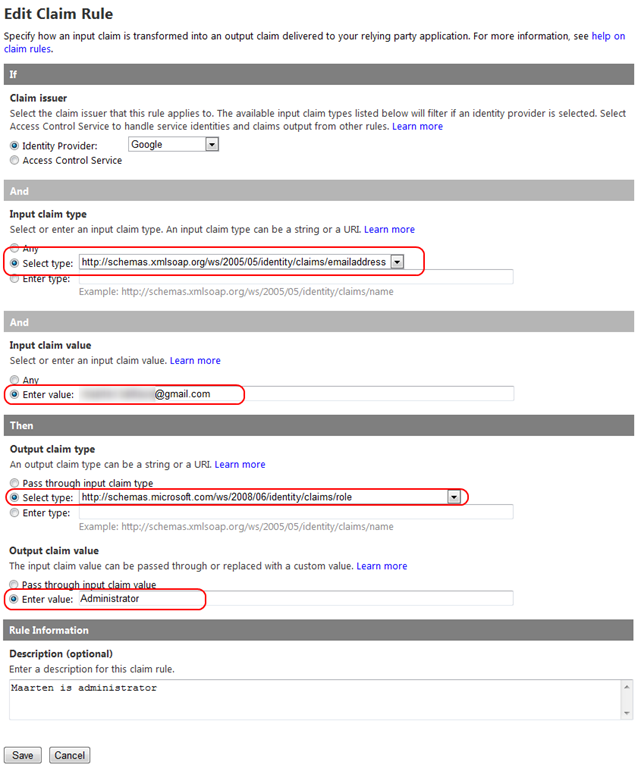 Edit Claim Rule
Specify how an input claim is transformed into an output claim delivered to your relying party application. For more information, see help on
claim rules.
If
Claim issuer
Select the claim issuer that this rule applies to. The available input claim types listed below will filter if an identity provider is selected. Select
Access Control Service to handle service identities and claims output from other rules. Learn more
Identity Provider: Google
Access Control Service
And
Input claim type
Select or enter an input claim type. An input claim type can be a string or a URI. Learn more
Any
Select type: http://schemas.xmlsoap.org/ws/2005/05/identity/claims/emailaddress
Enter type:
Example: http://schemas.xmlsoap.org/ws/2005/05/identity/claims/name
And
Input claim value
Select or enter an input claim value. Learn more
Any
Enter value: @gmail.com
Then
Output claim type
An output claim type can be a string or a URI. Learn more
Pass through input claim type
Select type: http://schemas.microsoft.com/ws/2008/06/identity/claims/role
Enter type:
Example: http://schemas.xmlsoap.org/ws/2005/05/identity/claims/name
Output claim value
The input claim value can be passed through or replaced with a custom value. Learn more
Pass through input claim value
Enter value: Administrator
Rule Information
Description (optional)
Enter a description for this claim rule.
Maarten is administrator
Save Cancel